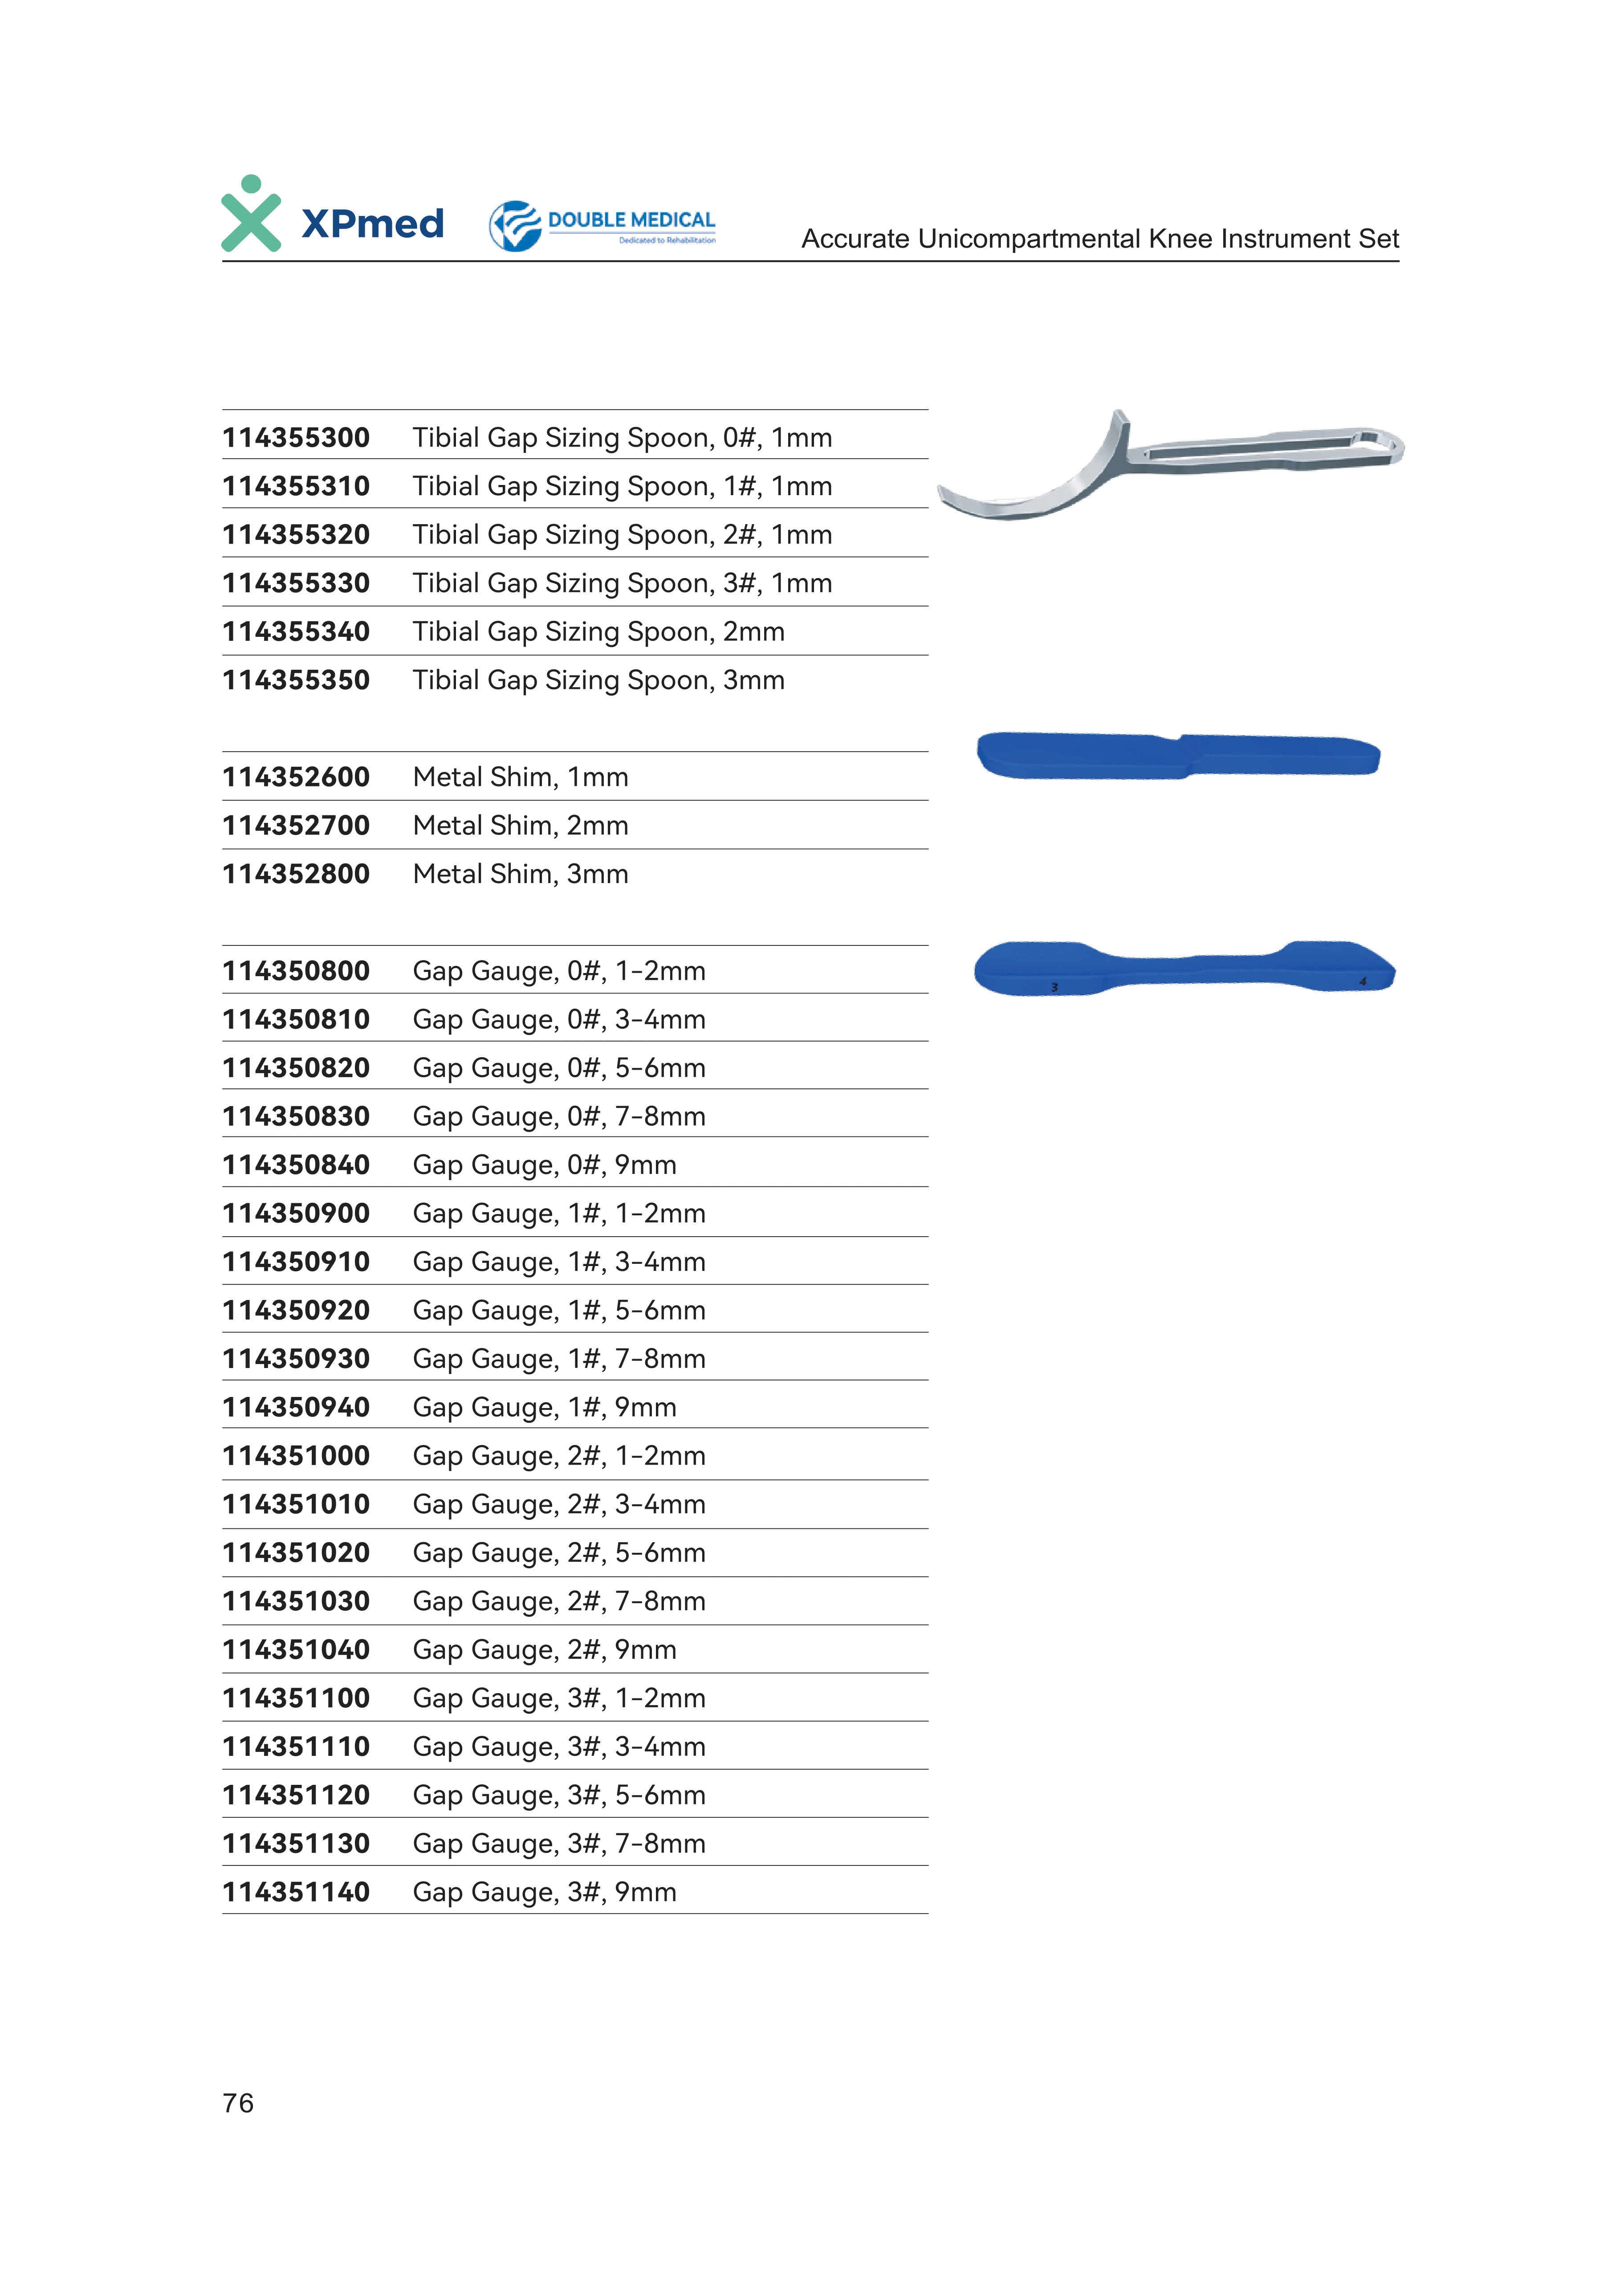 XPmed
DOUBLE MEDICAL
Dedicated to Rehabilitation
Accurate Unicompartmental Knee Instrument Set
114355300 Tibial Gap Sizing Spoon, 0#, 1mm
114355310 Tibial Gap Sizing Spoon, 1#, 1mm
114355320 Tibial Gap Sizing Spoon, 2#, 1mm
114355330 Tibial Gap Sizing Spoon, 3#, 1mm
114355340 Tibial Gap Sizing Spoon, 2mm
114355350 Tibial Gap Sizing Spoon, 3mm
114352600 Metal Shim, 1mm
114352700 Metal Shim, 2mm
114352800 Metal Shim, 3mm
114350800 Gap Gauge, 0#, 1-2mm
3 4
114350810 Gap Gauge, 0#, 3-4mm
114350820 Gap Gauge, 0#, 5-6mm
114350830 Gap Gauge, 0#, 7-8mm
114350840 Gap Gauge, 0#, 9mm
114350900 Gap Gauge, 1#, 1-2mm
114350910 Gap Gauge, 1#, 3-4mm
114350920 Gap Gauge, 1#, 5-6mm
114350930 Gap Gauge, 1#, 7-8mm
114350940 Gap Gauge, 1#, 9mm
114351000 Gap Gauge, 2#, 1-2mm
114351010 Gap Gauge, 2#, 3-4mm
114351020 Gap Gauge, 2#, 5-6mm
114351030 Gap Gauge, 2#, 7-8mm
114351040 Gap Gauge, 2#, 9mm
114351100 Gap Gauge, 3#, 1-2mm
114351110 Gap Gauge, 3#, 3-4mm
114351120 Gap Gauge, 3#, 5-6mm
114351130 Gap Gauge, 3#, 7-8mm
114351140 Gap Gauge, 3#, 9mm
76